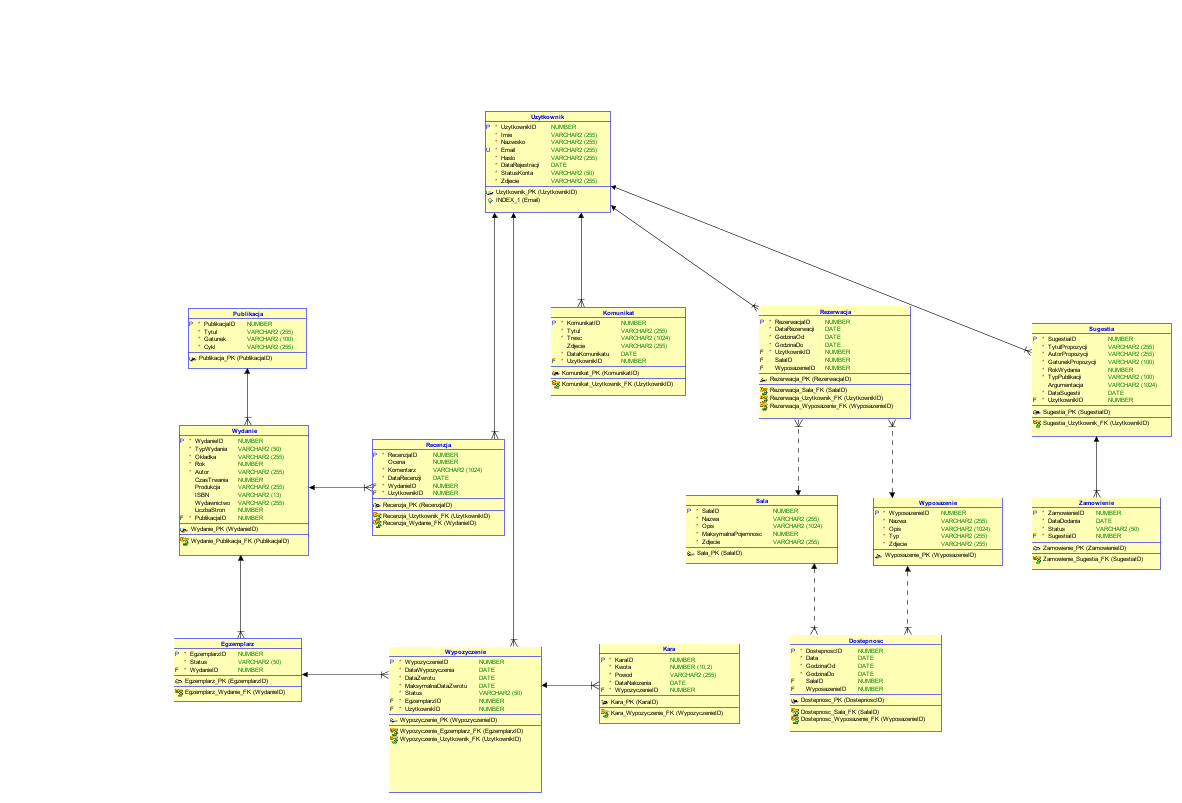 Uzytkownik
P * UzytkownikID NUMBER
* Imie VARCHAR2 (255)
* Nazwisko VARCHAR2 (255)
U * Email VARCHAR2 (255)
* Haslo VARCHAR2 (255)
* DataRejestracji DATE
* StatusKonta VARCHAR2 (50)
* Zdjecie VARCHAR2 (255)
Uzytkownik_PK (UzytkownikID)
INDEX_1 (Email)
Publikacja
P * PublikacjaID NUMBER
* Tytul VARCHAR2 (255)
* Gatunek VARCHAR2 (100)
* Cykl VARCHAR2 (255)
Publikacja_PK (PublikacjaID)
Komunikat
P * KomunikatID NUMBER
* Tytul VARCHAR2 (255)
* Tresc VARCHAR2 (1024)
Zdjecie VARCHAR2 (255)
* DataKomunikatu DATE
F * UzytkownikID NUMBER
Komunikat_PK (KomunikatID)
Komunikat_Uzytkownik_FK (UzytkownikID)
Rezerwacja
P * RezerwacjaID NUMBER
* DataRezerwacji DATE
* GodzinaOd DATE
* GodzinaDo DATE
F * UzytkownikID NUMBER
F SalaID NUMBER
F WyposazenieID NUMBER
Rezerwacja_PK (RezerwacjaID)
Rezerwacja_Sala_FK (SalaID)
Rezerwacja_Uzytkownik_FK (UzytkownikID)
Rezerwacja_Wyposazenie_FK (WyposazenieID)
Sugestia
P * SugestiaID NUMBER
* TytulPropozycji VARCHAR2 (255)
* AutorPropozycji VARCHAR2 (255)
* GatunekPropozycji VARCHAR2 (100)
* RokWydania NUMBER
* TypPublikacji VARCHAR2 (100)
Argumentacja VARCHAR2 (1024)
* DataSugestii DATE
F * UzytkownikID NUMBER
Sugestia_PK (SugestiaID)
Sugestia_Uzytkownik_FK (UzytkownikID)
Wydanie
P * WydanieID NUMBER
* TypWydania VARCHAR2 (50)
* Okladka VARCHAR2 (255)
* Rok NUMBER
* Autor VARCHAR2 (255)
CzasTrwania NUMBER
Produkcja VARCHAR2 (255)
ISBN VARCHAR2 (13)
Wydawnictwo VARCHAR2 (255)
LiczbaStron NUMBER
F * PublikacjaID NUMBER
Wydanie_PK (WydanieID)
Wydanie_Publikacja_FK (PublikacjaID)
Recenzja
P * RecenzjaID NUMBER
Ocena NUMBER
* Komentarz VARCHAR2 (1024)
* DataRecenzji DATE
F * WydanieID NUMBER
F * UzytkownikID NUMBER
Recenzja_PK (RecenzjaID)
Recenzja_Uzytkownik_FK (UzytkownikID)
Recenzja_Wydanie_FK (WydanieID)
Sala
P * SalaID NUMBER
* Nazwa VARCHAR2 (255)
* Opis VARCHAR2 (1024)
* MaksymalnaPojemnosc NUMBER
* Zdjecie VARCHAR2 (255)
Sala_PK (SalaID)
Wyposazenie
P * WyposazenieID NUMBER
* Nazwa VARCHAR2 (255)
* Opis VARCHAR2 (1024)
* Typ VARCHAR2 (255)
* Zdjecie VARCHAR2 (255)
Wyposazenie_PK (WyposazenieID)
Zamowienie
P * ZamowienieID NUMBER
* DataDodania DATE
* Status VARCHAR2 (50)
F * SugestiaID NUMBER
Zamowienie_PK (ZamowienieID)
Zamowienie_Sugestia_FK (SugestiaID)
Egzemplarz
P * EgzemplarzID NUMBER
* Status VARCHAR2 (50)
F * WydanieID NUMBER
Egzemplarz_PK (EgzemplarzID)
Egzemplarz_Wydanie_FK (WydanieID)
Wypozyczenie
P * WypozyczenieID NUMBER
* DataWypozyczenia DATE
* DataZwrotu DATE
* MaksymalnaDataZwrotu DATE
* Status VARCHAR2 (50)
F * EgzemplarzID NUMBER
F * UzytkownikID NUMBER
Wypozyczenie_PK (WypozyczenieID)
Wypozyczenie_Egzemplarz_FK (EgzemplarzID)
Wypozyczenie_Uzytkownik_FK (UzytkownikID)
Kara
P * KaraID NUMBER
* Kwota NUMBER (10,2)
* Powod VARCHAR2 (255)
* DataNalozenia DATE
F * WypozyczenieID NUMBER
Kara_PK (KaraID)
Kara_Wypozyczenie_FK (WypozyczenieID)
Dostepnosc
P * DostepnoscID NUMBER
* Data DATE
* GodzinaOd DATE
* GodzinaDo DATE
F SalaID NUMBER
F WyposazenieID NUMBER
Dostepnosc_PK (DostepnoscID)
Dostepnosc_Sala_FK (SalaID)
Dostepnosc_Wyposazenie_FK (WyposazenieID)